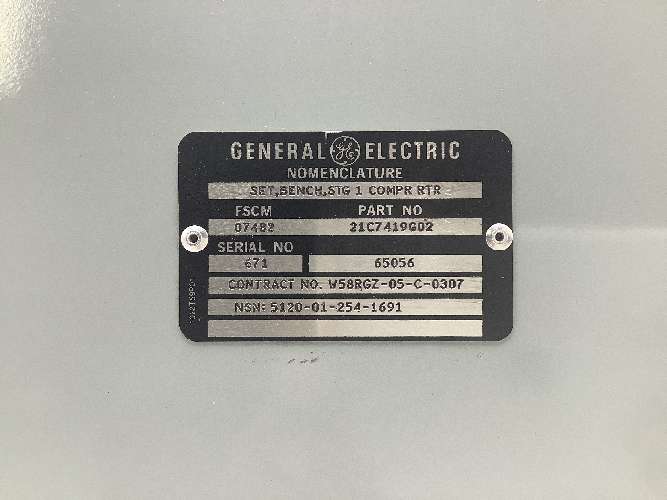 GENERAL GE ELECTRIC
NOMENCLATURE
SET,BENCH,STG 1 COMPR RTR
FSCM PART NO
07482 21C7419G02
SERIAL NO
671 65056
CONTRACT NO. W58RGZ-05-C-0307
NSN: 5120-01-254-1691